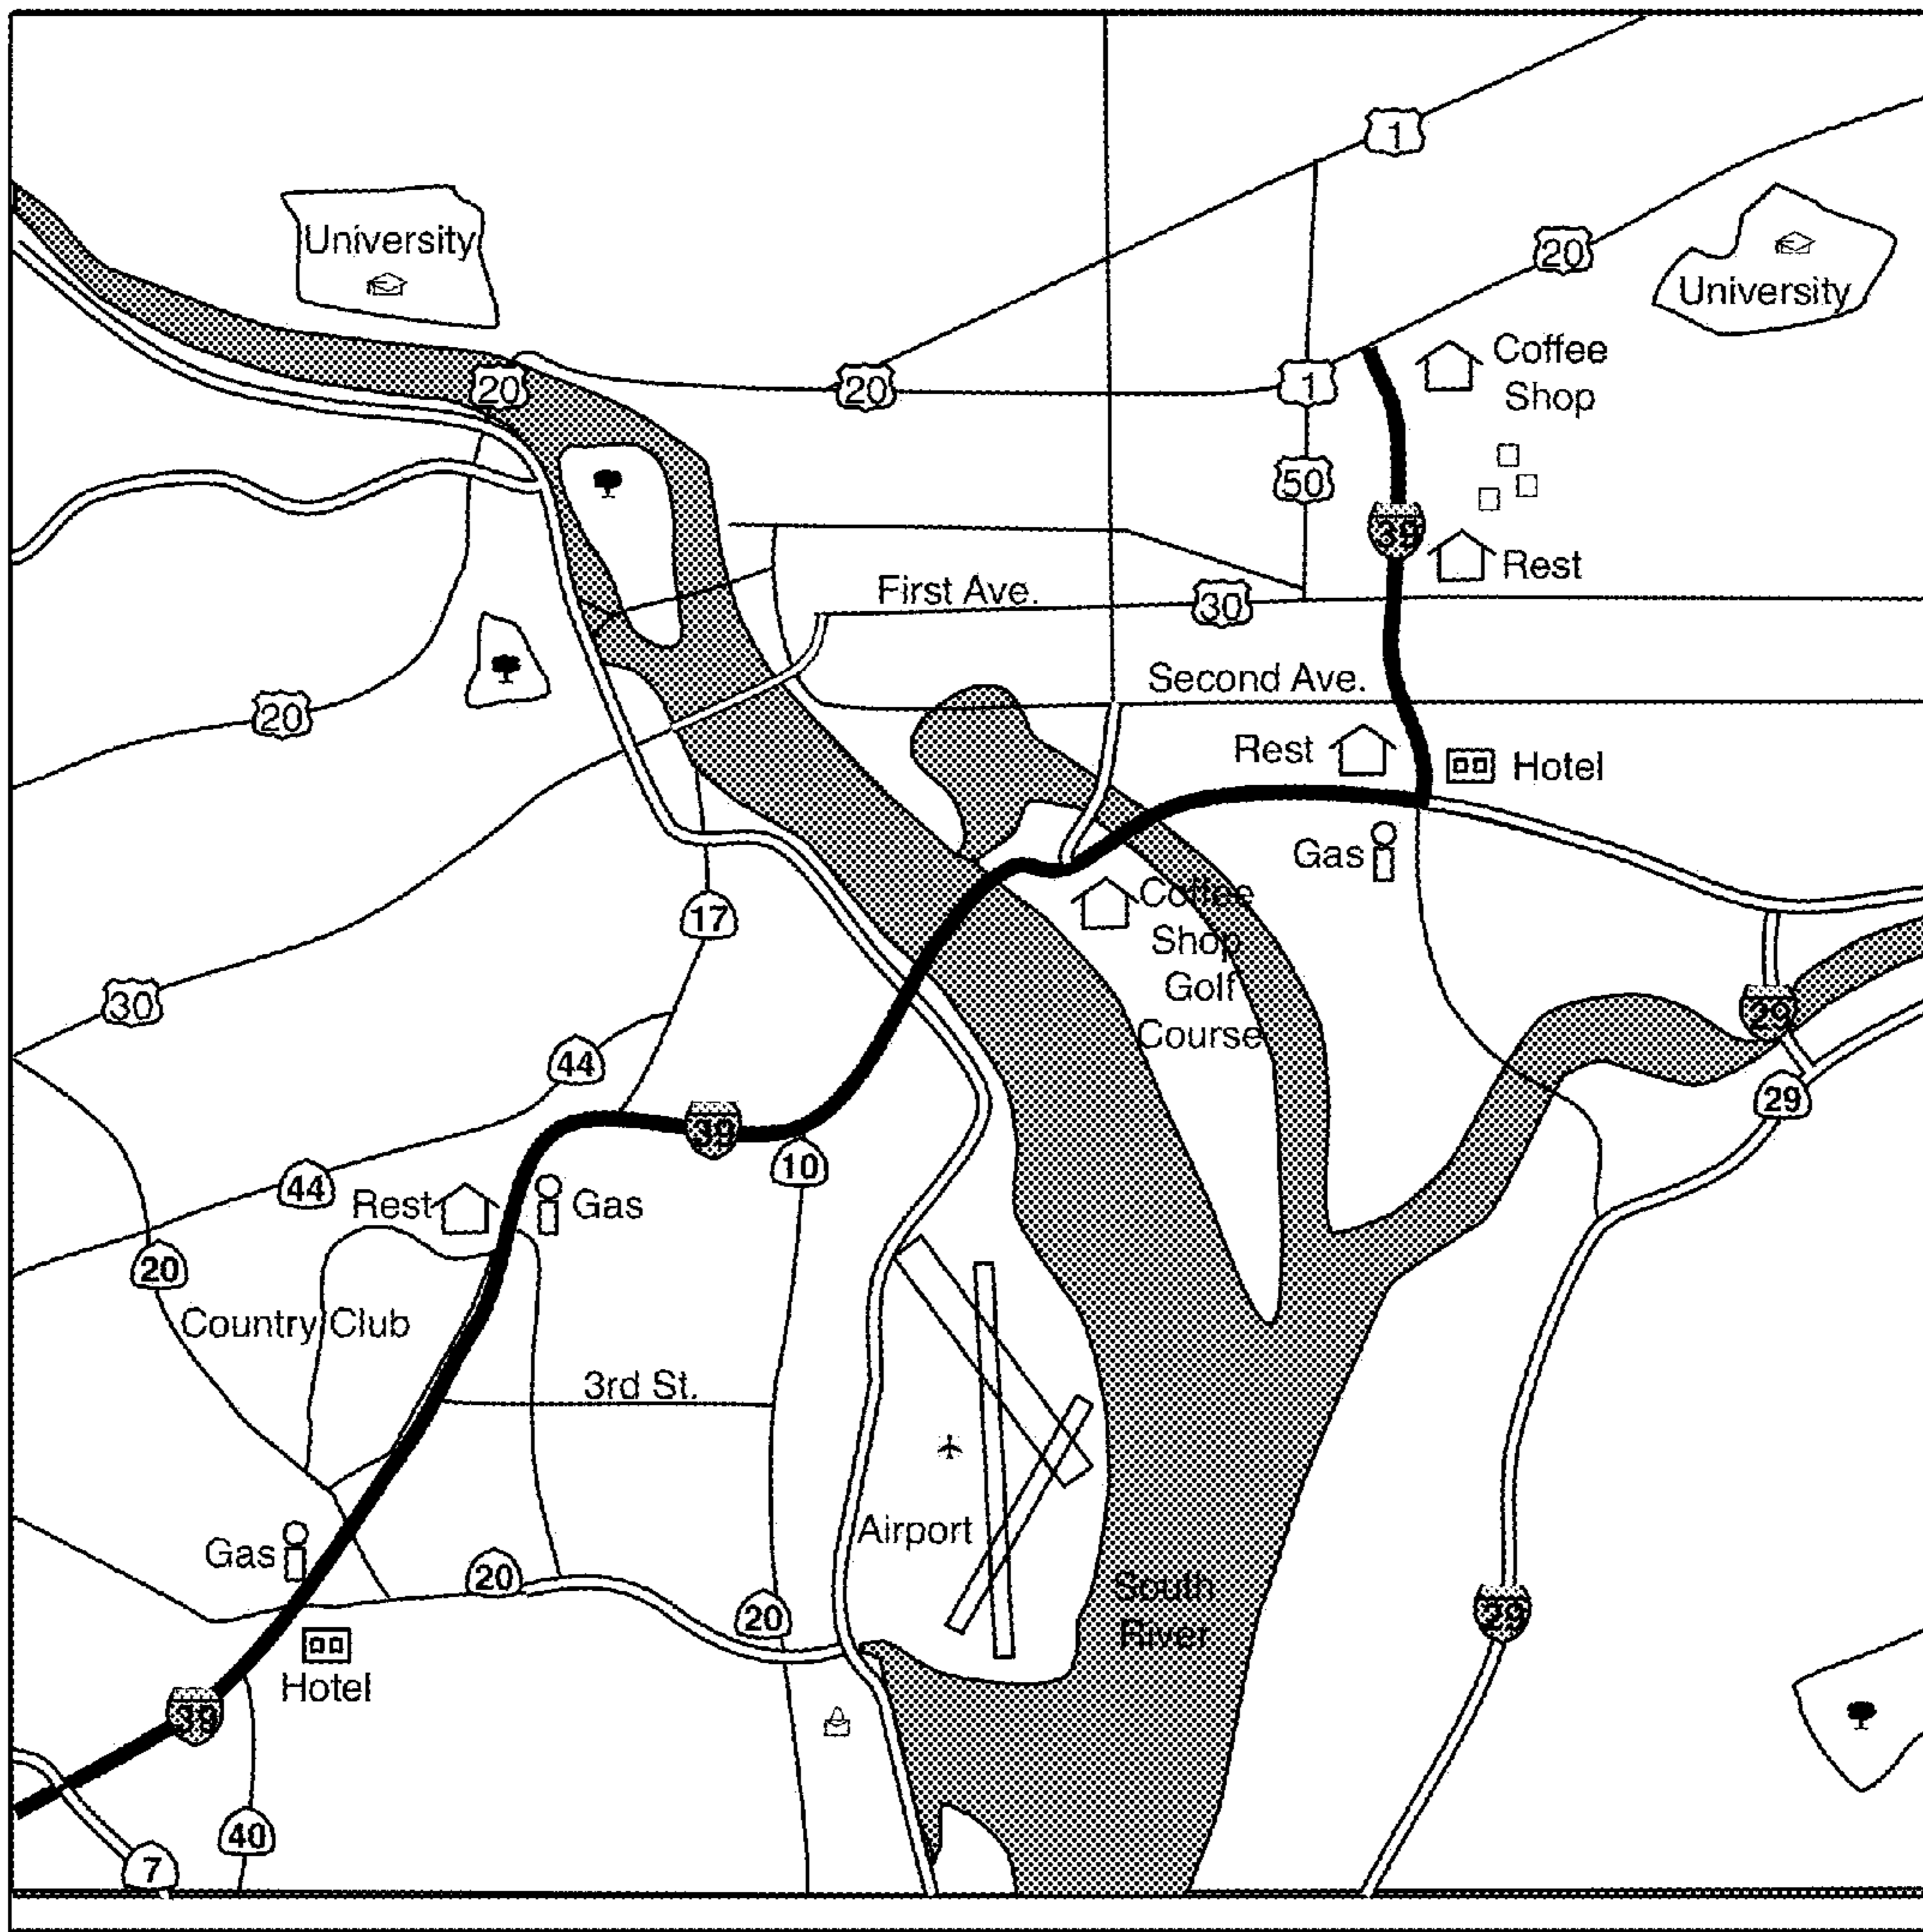 1
University
20
University
Coffee
Shop
20
20
1
50
39
Rest
First Ave.
30
Second Ave.
20
Rest
Hotel
Gas
Coffee
Shop
Golf
Course
17
30
29
44
29
39
10
44
Rest
Gas
20
Country Club
3rd St.
Airport
Gas
20
20
South
River
29
Hotel
39
40
7